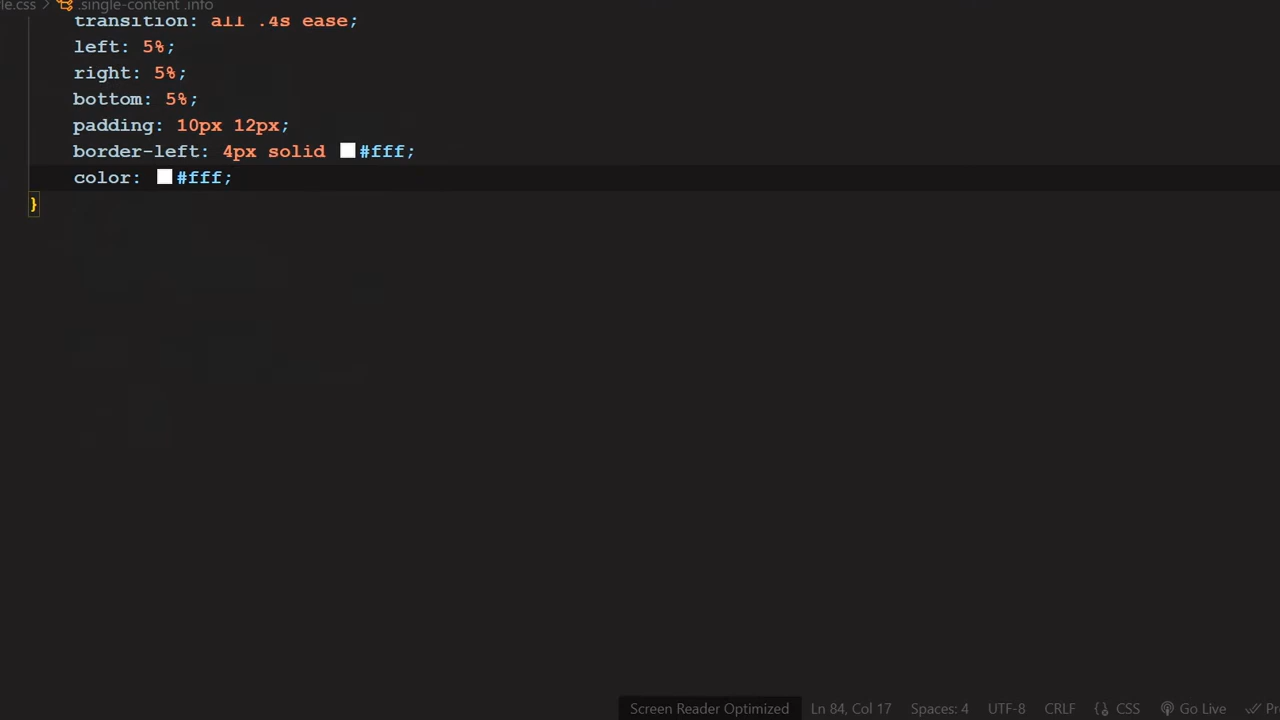 le.css > .single-content .info
transition: all .4s ease;
left: 5%;
right: 5%;
bottom: 5%;
padding: 10px 12px;
border-left: 4px solid #fff;
color: #fff;
}
Screen Reader Optimized Ln 84, Col 17 Spaces: 4 UTF-8 CRLF {} CSS Go Live